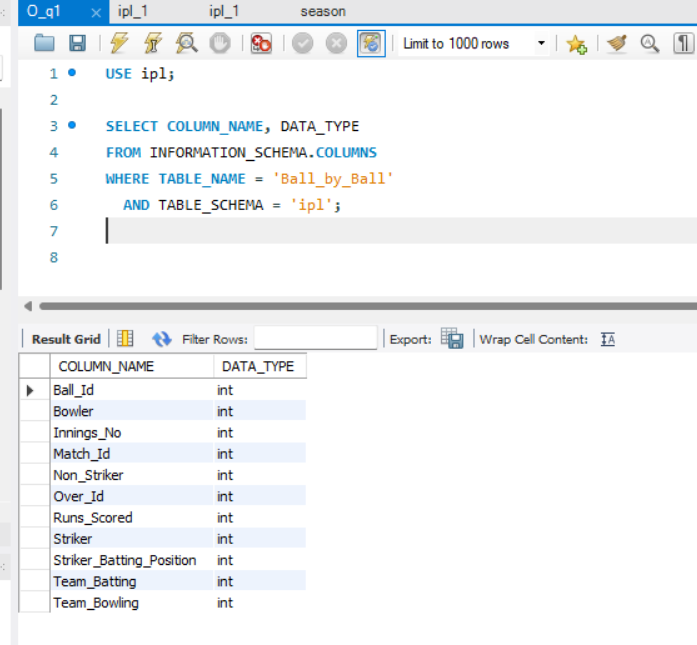 O_q1 × ipl_1 ipl_1 season
Limit to 1000 rows
1 USE ipl;
2
3 SELECT COLUMN_NAME, DATA_TYPE
4 FROM INFORMATION_SCHEMA.COLUMNS
5 WHERE TABLE_NAME = 'Ball_by_Ball'
6 AND TABLE_SCHEMA = 'ipl';
7
8
Result Grid Filter Rows: Export: Wrap Cell Content: IA
COLUMN_NAME DATA_TYPE
Ball_Id int
Bowler int
Innings_No int
Match_Id int
Non_Striker int
Over_Id int
Runs_Scored int
Striker int
Striker_Batting_Position int
Team_Batting int
Team_Bowling int